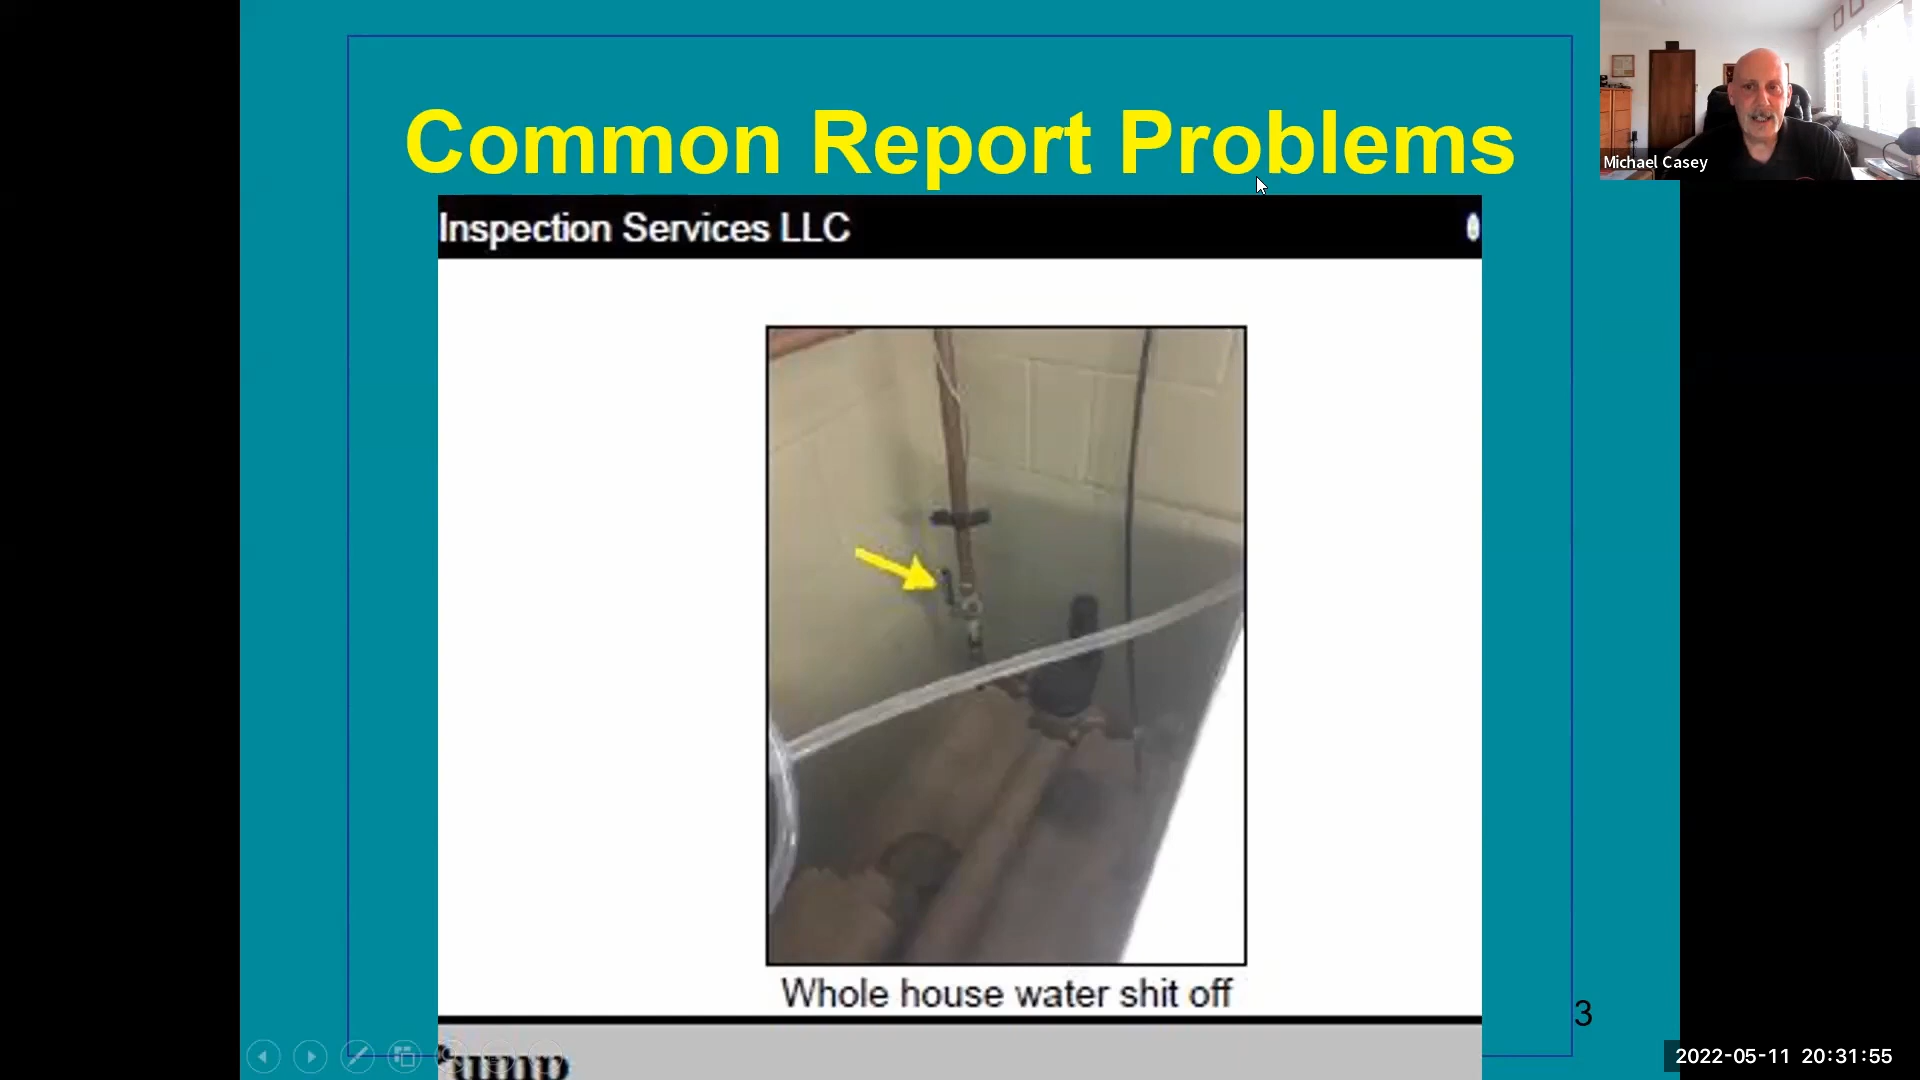 Common Report Problems
Michael Casey
Inspection Services LLC
Whole house water shit off
3
2022-05-11 20:31:55